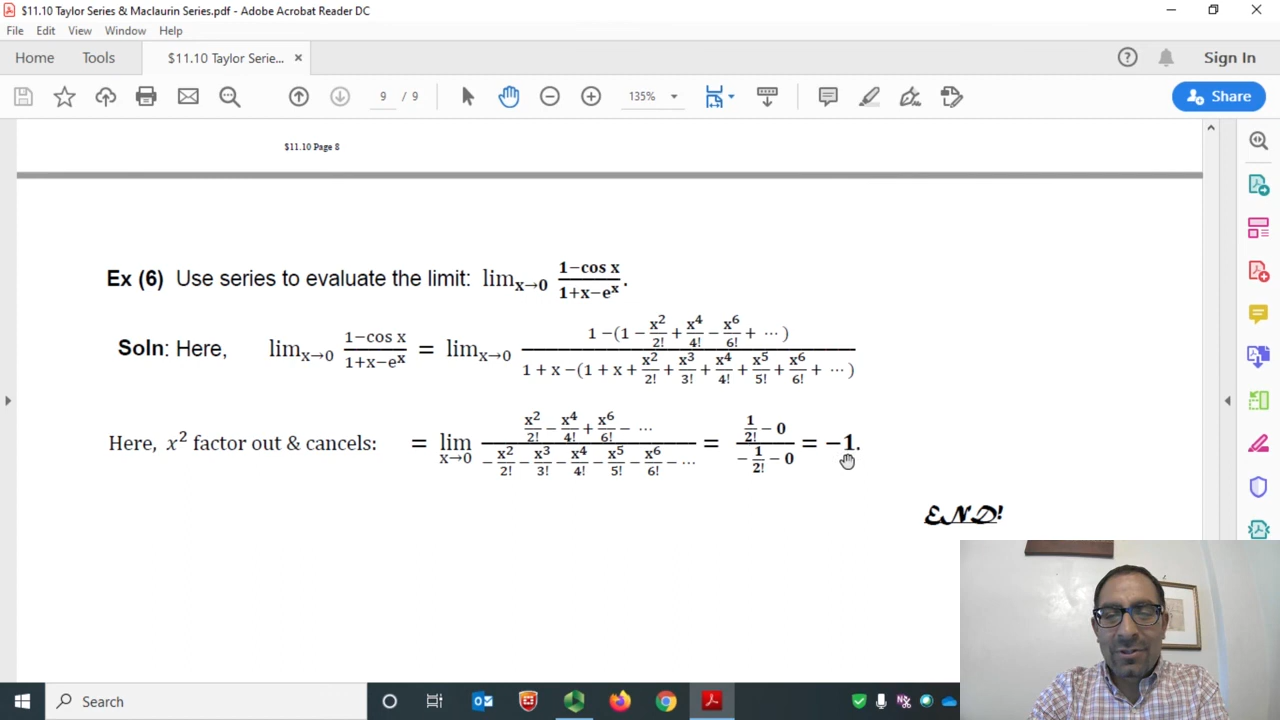 $11.10 Taylor Series & Maclaurin Series.pdf - Adobe Acrobat Reader DC
File Edit View Window Help
Home Tools $11.10 Taylor Serie... × Sign In
9 / 9 135% Share
$11.10 Page 8
Ex (6) Use series to evaluate the limit: lim x→0 (1−cos x)/(1+x−e^x).
Soln: Here, lim x→0 (1−cos x)/(1+x−e^x) = lim x→0 (1 −(1 − x²/2! + x⁴/4! − x⁶/6! + ⋯ ))/(1 + x −(1 + x + x²/2! + x³/3! + x⁴/4! + x⁵/5! + x⁶/6! + ⋯ ))
Here, x² factor out & cancels: = lim x→0 (x²/2! − x⁴/4! + x⁶/6! − ⋯)/(− x²/2! − x³/3! − x⁴/4! − x⁵/5! − x⁶/6! − ⋯) = (1/2! − 0)/(− 1/2! − 0) = −1.
END!
Search